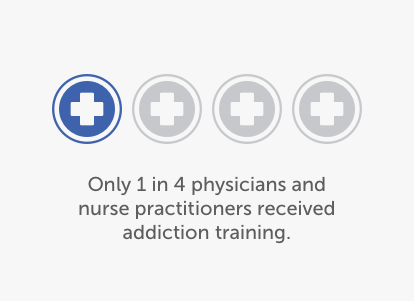 Only 1 in 4 physicians and
nurse practitioners received
addiction training.